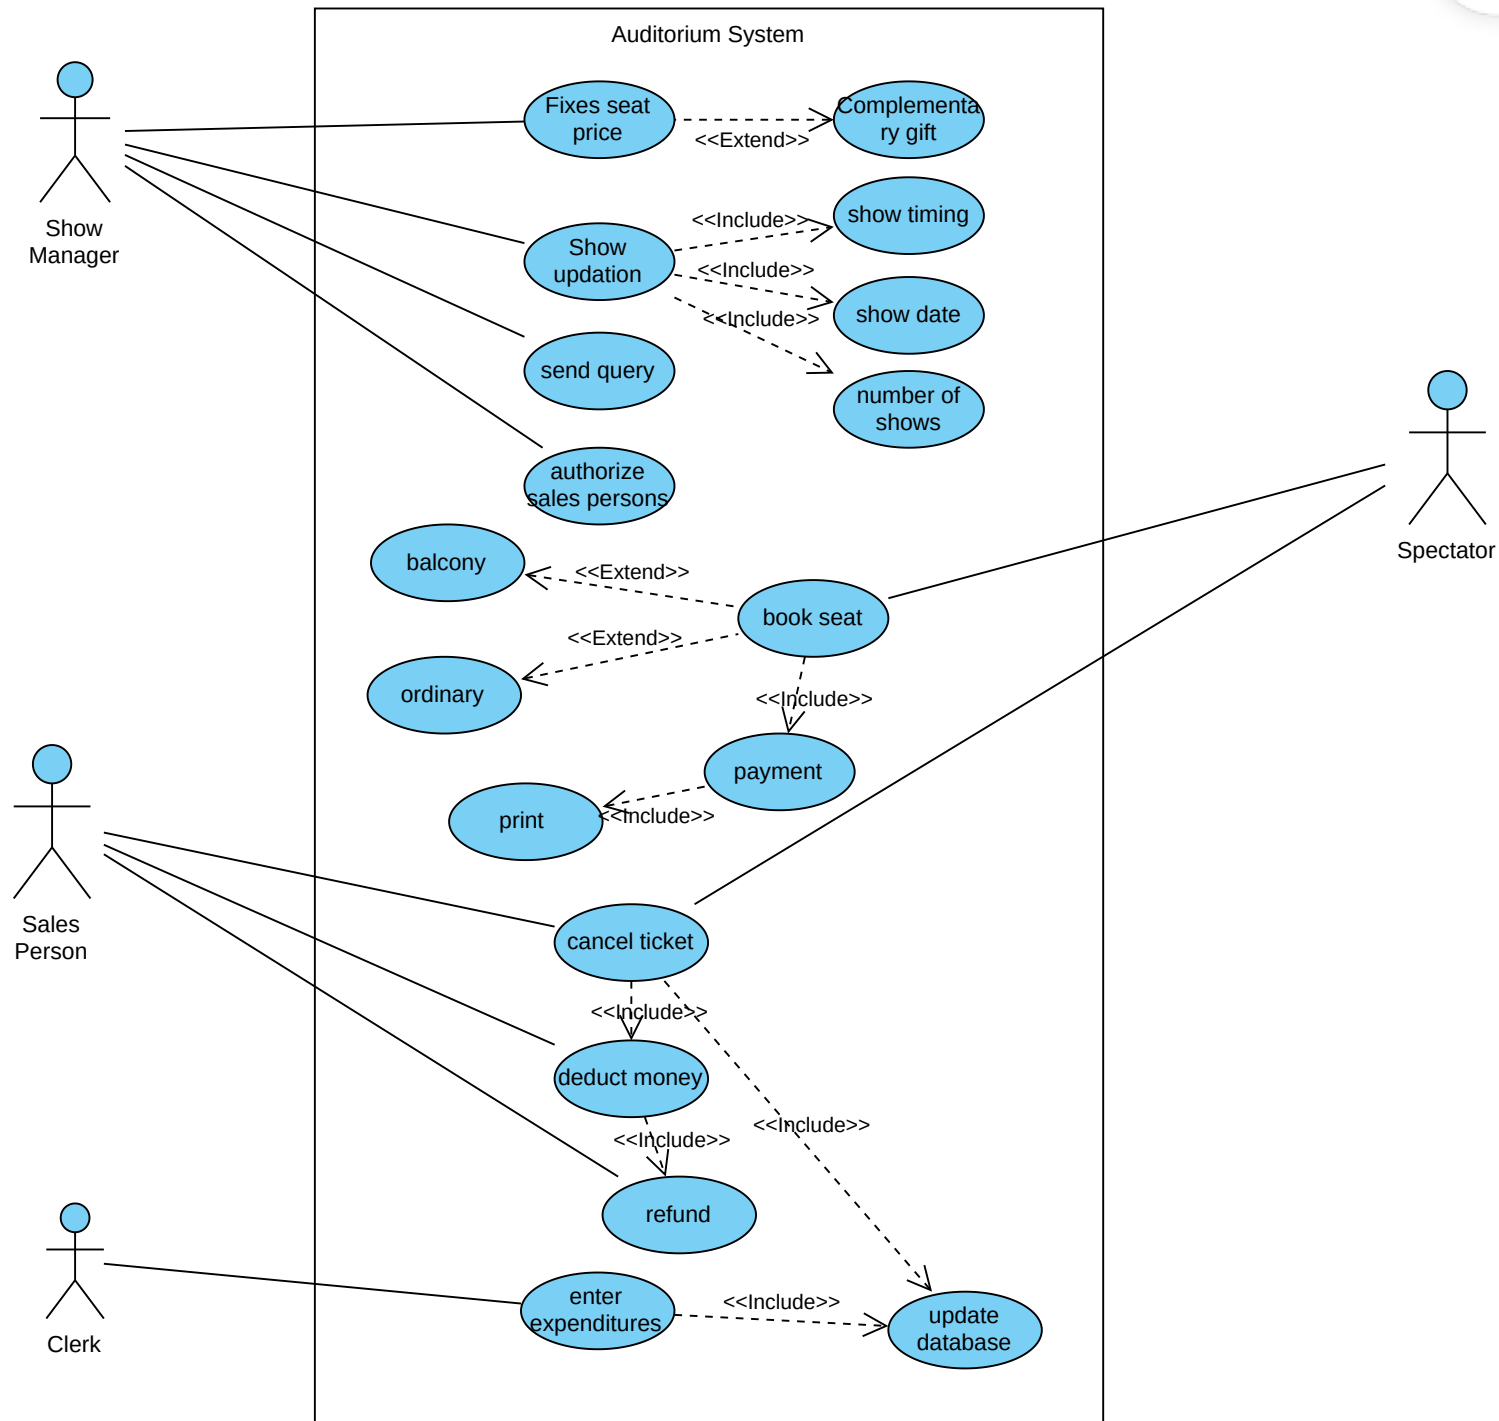 Auditorium System
Fixes seat
price
<<Extend>>
Complementa
ry gift
Show
Manager
<<Include>>
show timing
Show
updation
<<Include>>
show date
<<Include>>
send query
number of
shows
authorize
sales persons
Spectator
balcony
<<Extend>>
book seat
<<Extend>>
ordinary
<<Include>>
payment
print
<<Include>>
Sales
Person
cancel ticket
<<Include>>
deduct money
<<Include>>
<<Include>>
refund
Clerk
enter
expenditures
<<Include>>
update
database